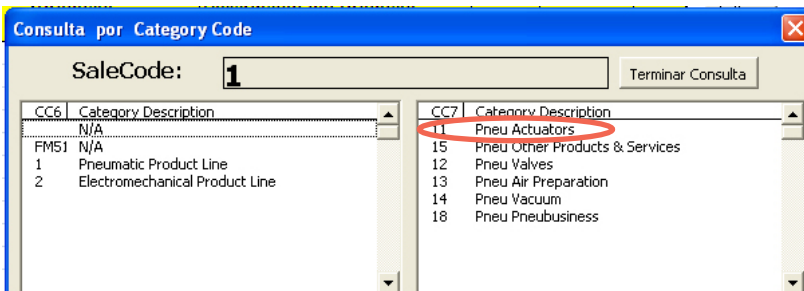 Consulta por Category Code
SaleCode: 1 Terminar Consulta
CC6 Category Description
N/A
FM51 N/A
1 Pneumatic Product Line
2 Electromechanical Product Line
CC7 Category Description
11 Pneu Actuators
15 Pneu Other Products & Services
12 Pneu Valves
13 Pneu Air Preparation
14 Pneu Vacuum
18 Pneu Pneubusiness